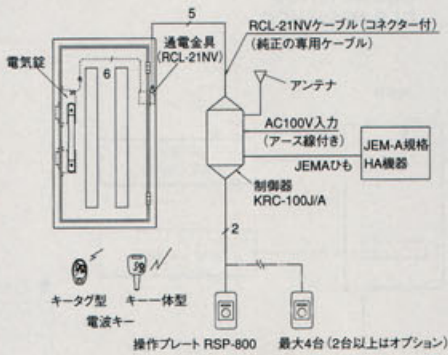 5
RCL-21NVケーブル(コネクター付)
(純正の専用ケーブル)
通電金具
(RCL-21NV)
電気錠
6
アンテナ
AC100V入力
(アース線付き)
JEM-A規格
HA機器
JEMAひも
制御器
KRC-100J/A
2
キータグ型
キー一体型
電波キー
操作プレート RSP-800
最大4台(2台以上はオプション)